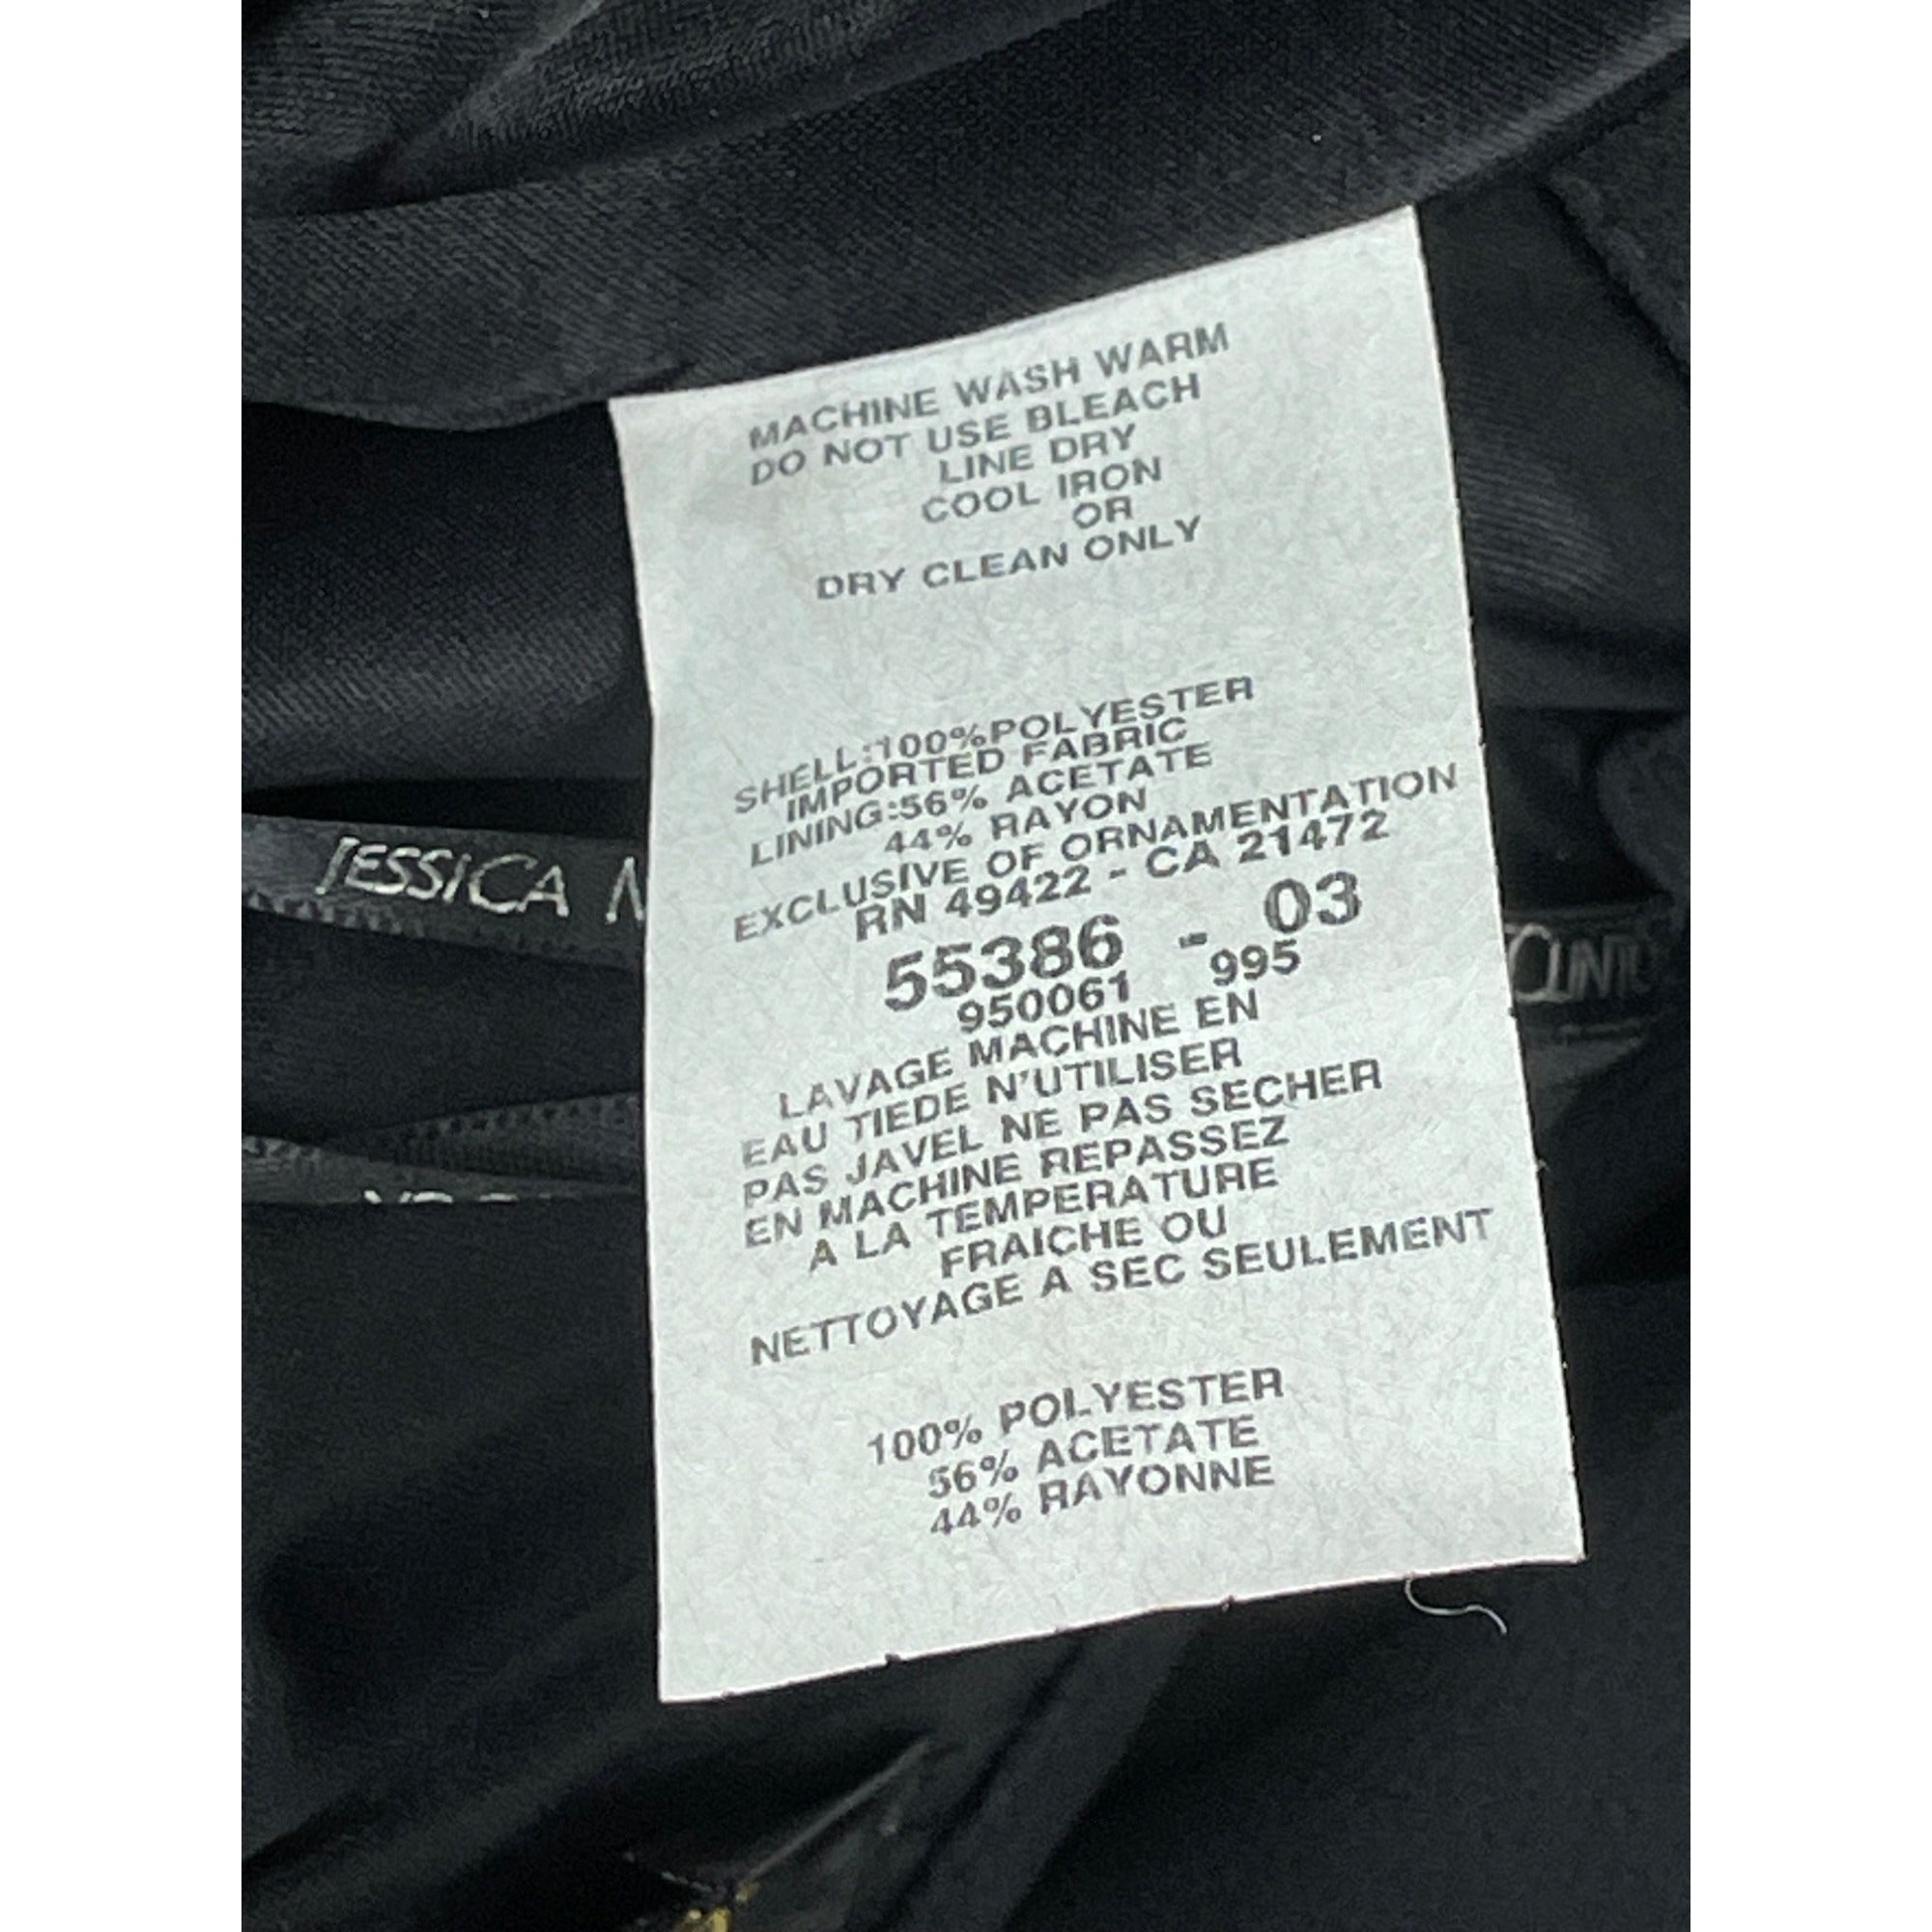 MACHINE WASH WARM
DO NOT USE BLEACH
LINE DRY
COOL IRON
OR
DRY CLEAN ONLY
SHELL:100%POLYESTER
IMPORTED FABRIC
LINING:56% ACETATE
44% RAYON
EXCLUSIVE OF ORNAMENTATION
RN 49422 - CA 21472
55386 - 03
950061 995
LAVAGE MACHINE EN
EAU TIEDE N'UTILISER
PAS JAVEL NE PAS SECHER
EN MACHINE REPASSEZ
A LA TEMPERATURE
FRAICHE OU
NETTOYAGE A SEC SEULEMENT
100% POLYESTER
56% ACETATE
44% RAYONNE
JESSICA